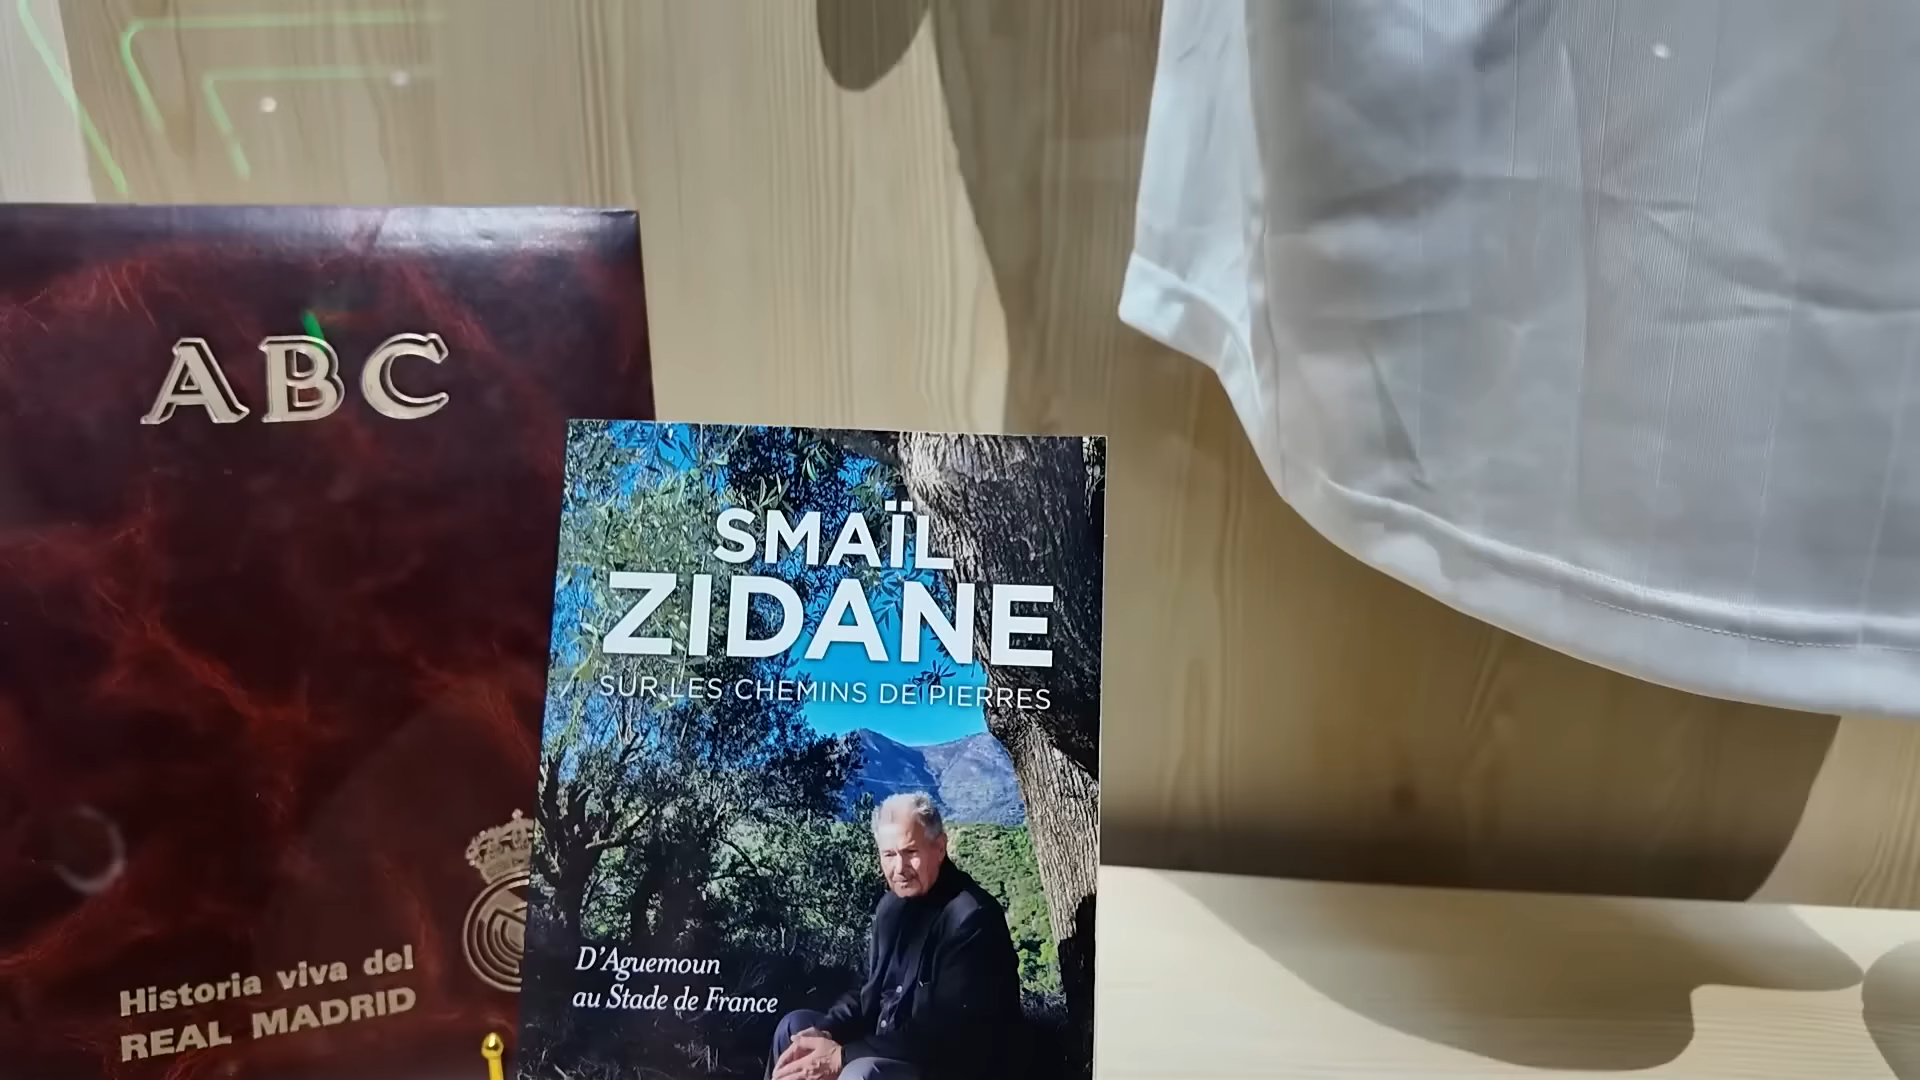 ABC
Historia viva del
REAL MADRID
SMAÏL
ZIDANE
SUR LES CHEMINS DE PIERRES
D'Aguemoun
au Stade de France